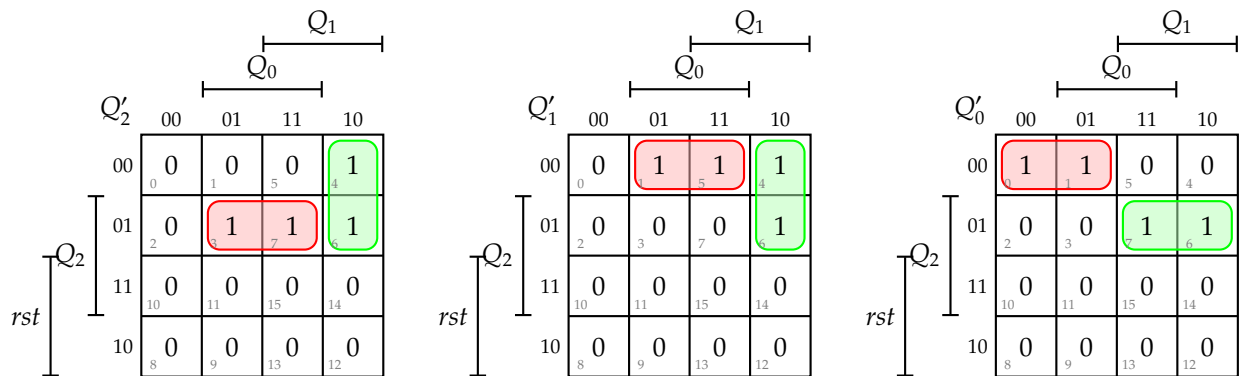 Q₁
Q₀
Q′₂ 00 01 11 10
00 0 0 0 1
0 1 5 4
01 0 1 1 1
2 3 7 6
Q₂
11 0 0 0 0
10 11 15 14
rst
10 0 0 0 0
8 9 13 12
Q₁
Q₀
Q′₁ 00 01 11 10
00 0 1 1 1
0 1 5 4
01 0 0 0 1
2 3 7 6
Q₂
11 0 0 0 0
10 11 15 14
rst
10 0 0 0 0
8 9 13 12
Q₁
Q₀
Q′₀ 00 01 11 10
00 1 1 0 0
0 1 5 4
01 0 0 1 1
2 3 7 6
Q₂
11 0 0 0 0
10 11 15 14
rst
10 0 0 0 0
8 9 13 12